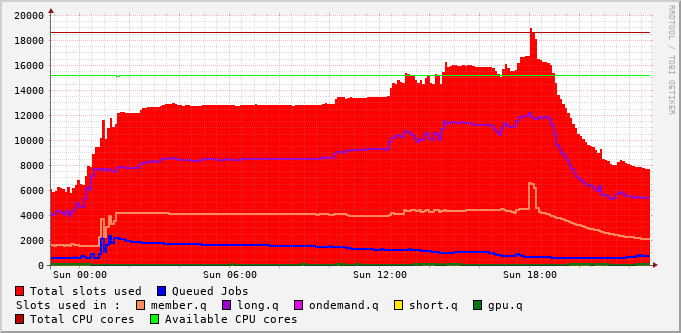 20000
18000
16000
14000
12000
10000
8000
6000
4000
2000
0
Sun 00:00 Sun 06:00 Sun 12:00 Sun 18:00
Total slots used Queued Jobs
Slots used in : member.q long.q ondemand.q short.q gpu.q
Total CPU cores Available CPU cores
RRDTOOL / TOBI OETIKER